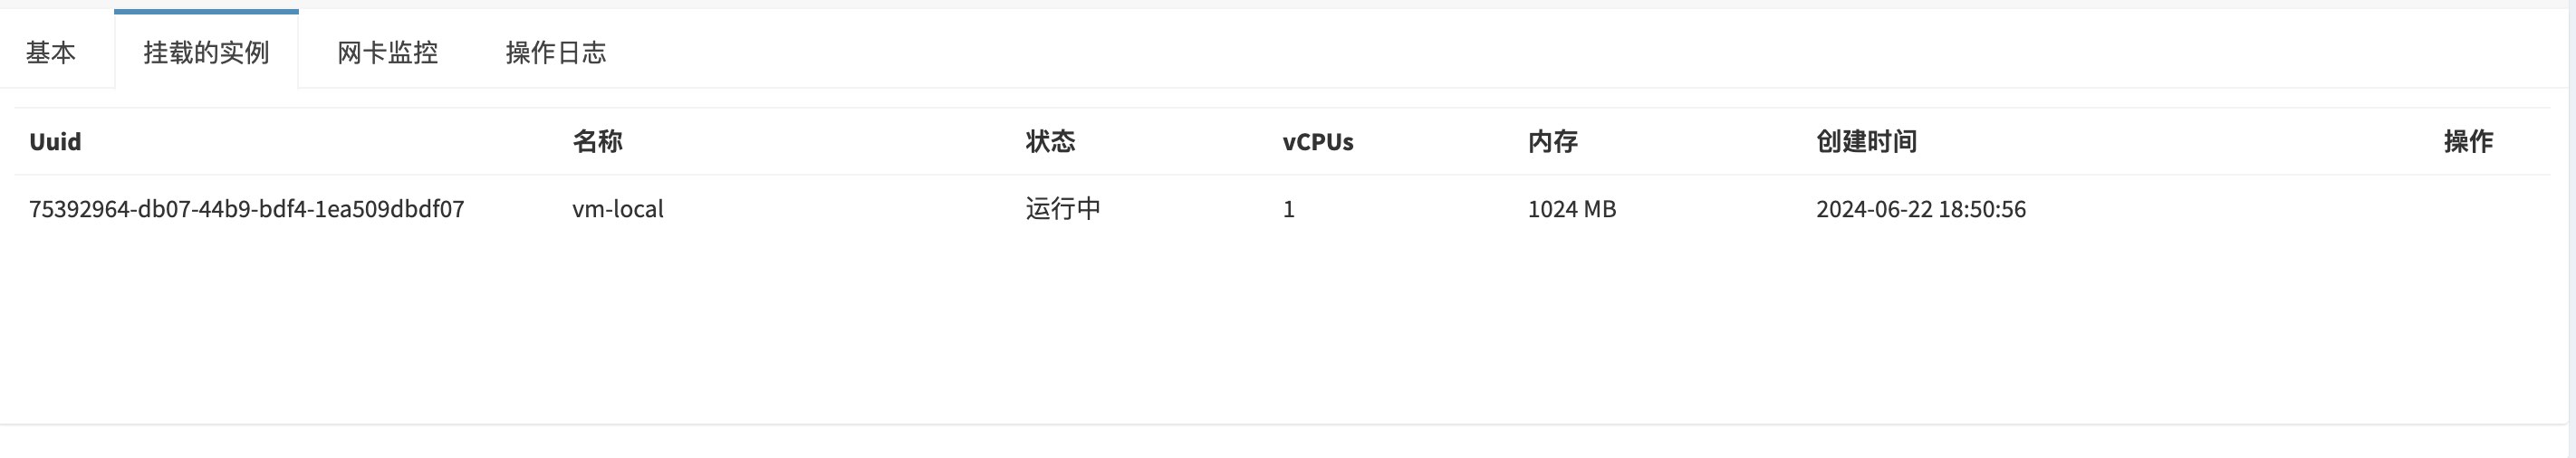 基本 挂载的实例 网卡监控 操作日志
Uuid 名称 状态 vCPUs 内存 创建时间 操作
75392964-db07-44b9-bdf4-1ea509dbdf07 vm-local 运行中 1 1024 MB 2024-06-22 18:50:56